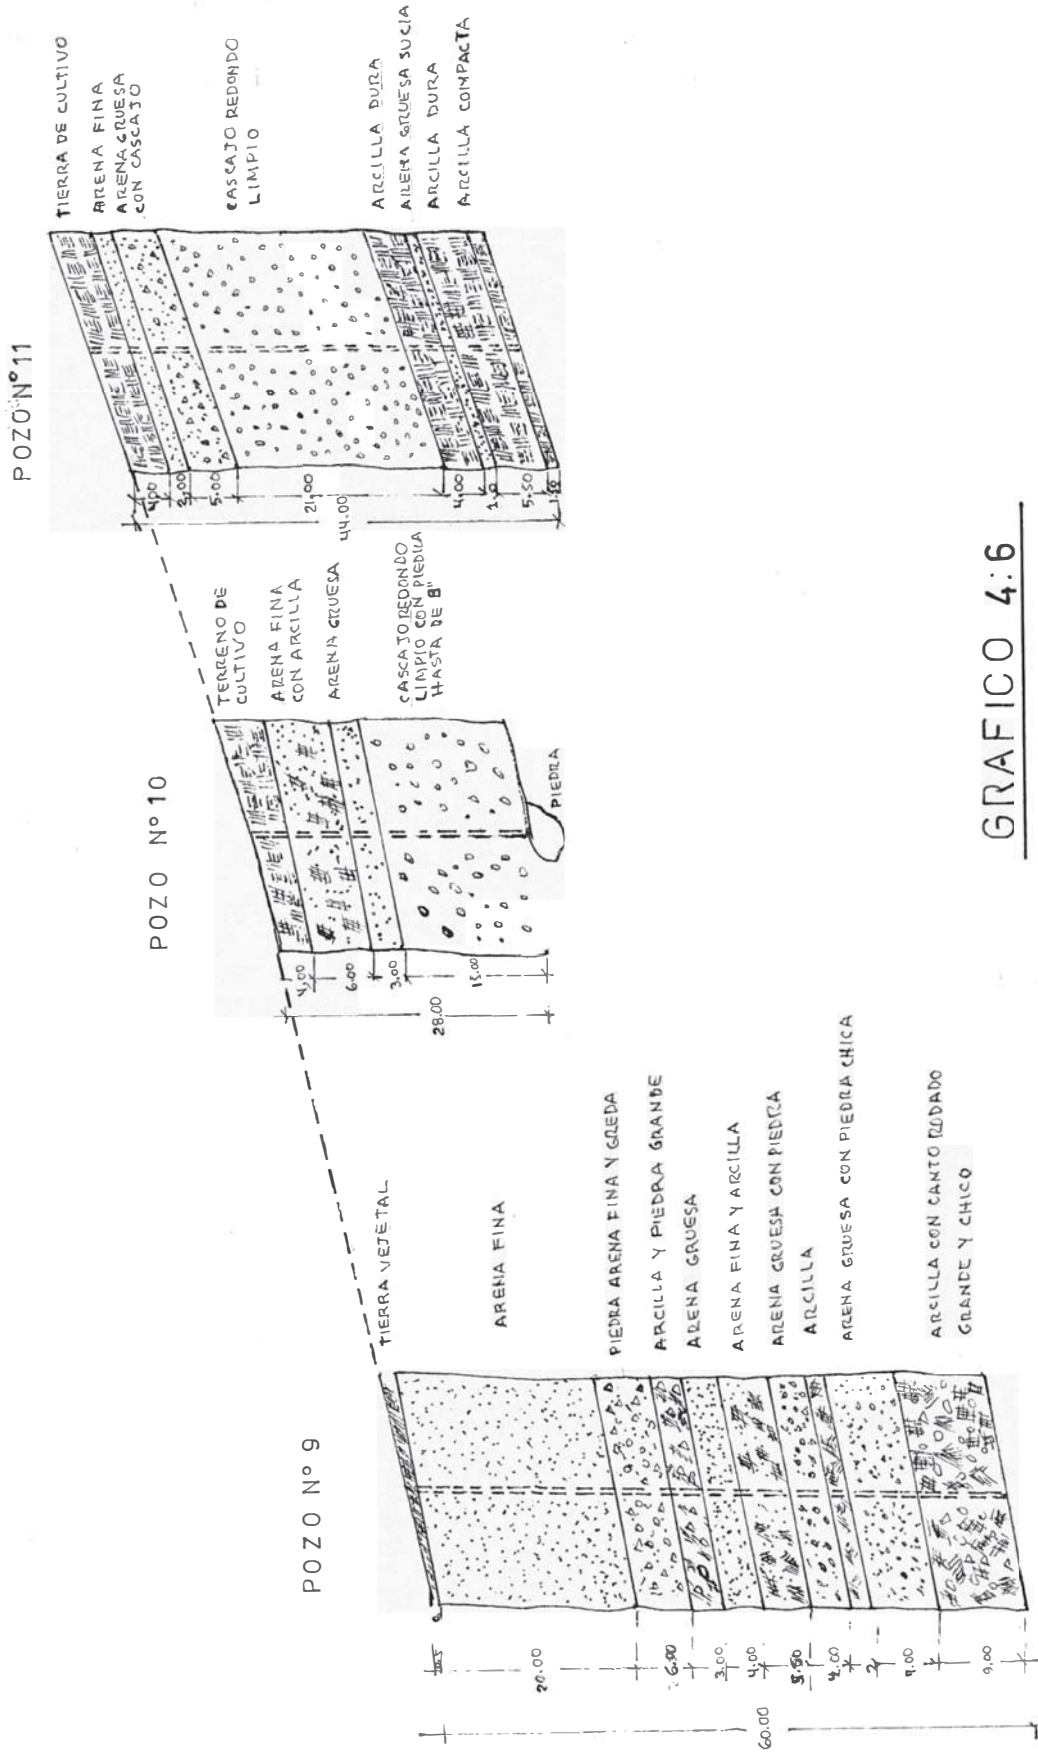 POZO Nº 9
TIERRA VEJETAL
ARENA FINA
PIEDRA ARENA FINA Y GREDA
ARCILLA Y PIEDRA GRANDE
ARENA GRUESA
ARENA FINA Y ARCILLA
ARENA GRUESA CON PIEDRA
ARCILLA
ARENA GRUESA CON PIEDRA CHICA
ARCILLA CON CANTO RODADO
GRANDE Y CHICO
20.00
6.00
3.00
4.00
2
7.00
9.00
60.00
POZO Nº 10
TERRENO DE
CULTIVO
ARENA FINA
CON ARCILLA
ARENA GRUESA
CASCAJO REDONDO
LIMPIO CON PIEDRA
HASTA DE 8"
PIEDRA
4,00
6.00
3.00
15.00
28.00
POZO Nº 11
TIERRA DE CULTIVO
ARENA FINA
ARENA GRUESA
CON CASCAJO
CASCAJO REDONDO
LIMPIO
ARCILLA DURA
ARENA GRUESA SUCIA
ARCILLA DURA
ARCILLA COMPACTA
4,00
2.00
5.00
21.00
4.00
5.50
44.00
GRAFICO 4:6